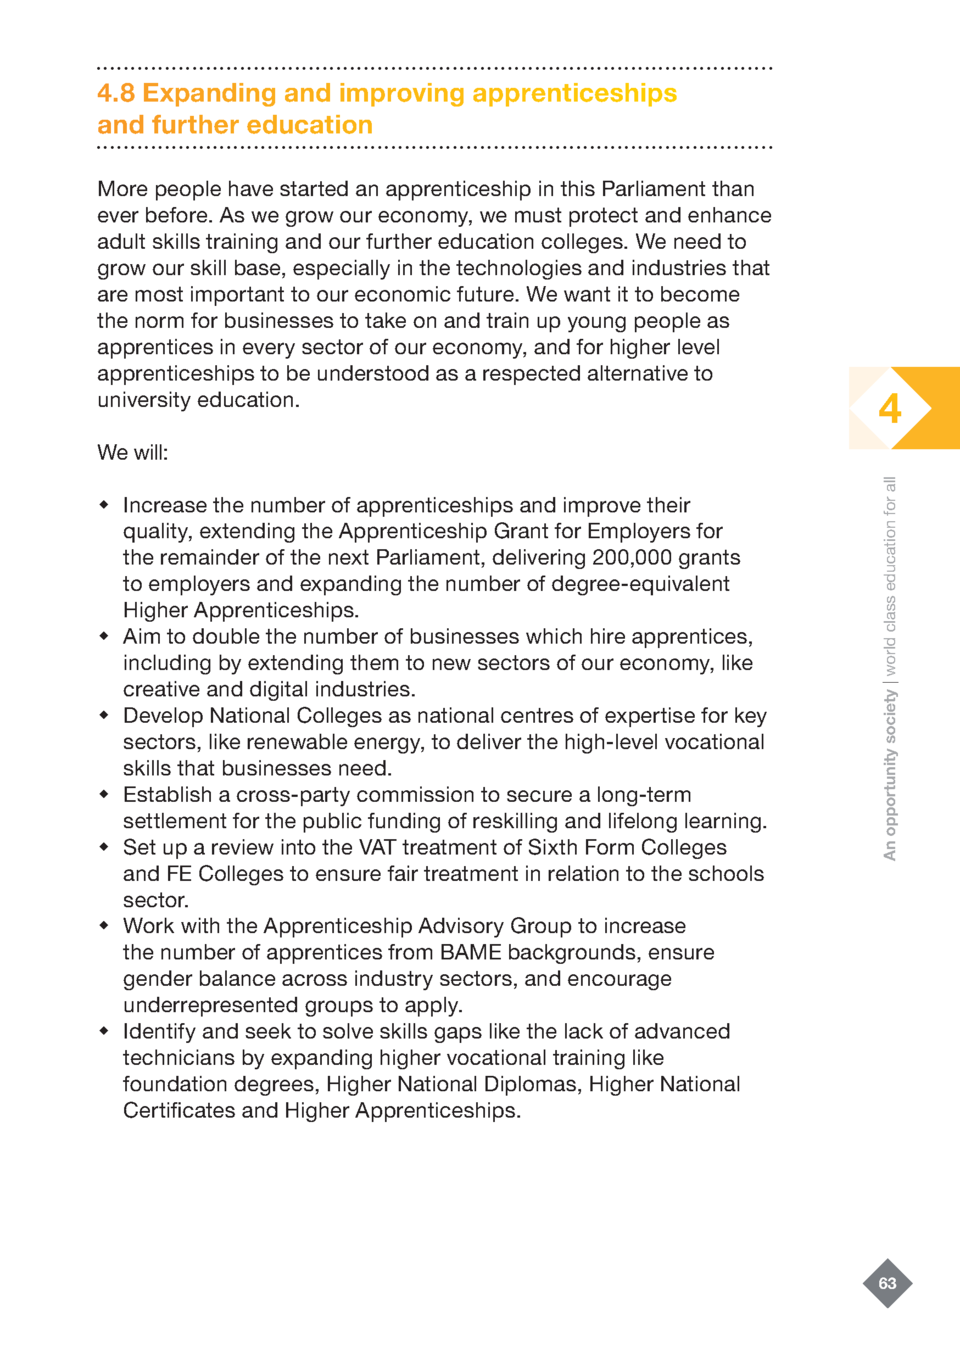 4.8 Expanding and improving apprenticeships
and further education
More people have started an apprenticeship in this Parliament than
ever before. As we grow our economy, we must protect and enhance
adult skills training and our further education colleges. We need to
grow our skill base, especially in the technologies and industries that
are most important to our economic future. We want it to become
the norm for businesses to take on and train up young people as
apprentices in every sector of our economy, and for higher level
apprenticeships to be understood as a respected alternative to
university education.
We will:
◆ Increase the number of apprenticeships and improve their
quality, extending the Apprenticeship Grant for Employers for
the remainder of the next Parliament, delivering 200,000 grants
to employers and expanding the number of degree-equivalent
Higher Apprenticeships.
◆ Aim to double the number of businesses which hire apprentices,
including by extending them to new sectors of our economy, like
creative and digital industries.
◆ Develop National Colleges as national centres of expertise for key
sectors, like renewable energy, to deliver the high-level vocational
skills that businesses need.
◆ Establish a cross-party commission to secure a long-term
settlement for the public funding of reskilling and lifelong learning.
◆ Set up a review into the VAT treatment of Sixth Form Colleges
and FE Colleges to ensure fair treatment in relation to the schools
sector.
◆ Work with the Apprenticeship Advisory Group to increase
the number of apprentices from BAME backgrounds, ensure
gender balance across industry sectors, and encourage
underrepresented groups to apply.
◆ Identify and seek to solve skills gaps like the lack of advanced
technicians by expanding higher vocational training like
foundation degrees, Higher National Diplomas, Higher National
Certificates and Higher Apprenticeships.
4
An opportunity society | world class education for all
63